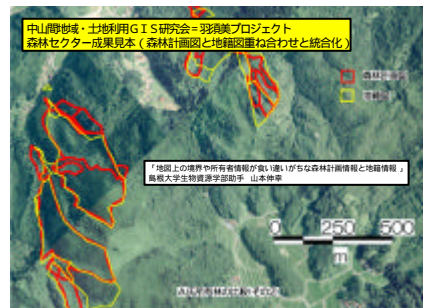 中山間地域・土地利用ＧＩＳ研究会＝羽須美プロジェクト
森林セクター成果見本（森林計画図と地籍図重ね合わせと統合化）
森林計画図
地籍図
「地図上の境界や所有者情報が食い違いがちな森林計画情報と地籍情報」
島根大学生物資源学部助手 山本伸幸
0 250 500
m